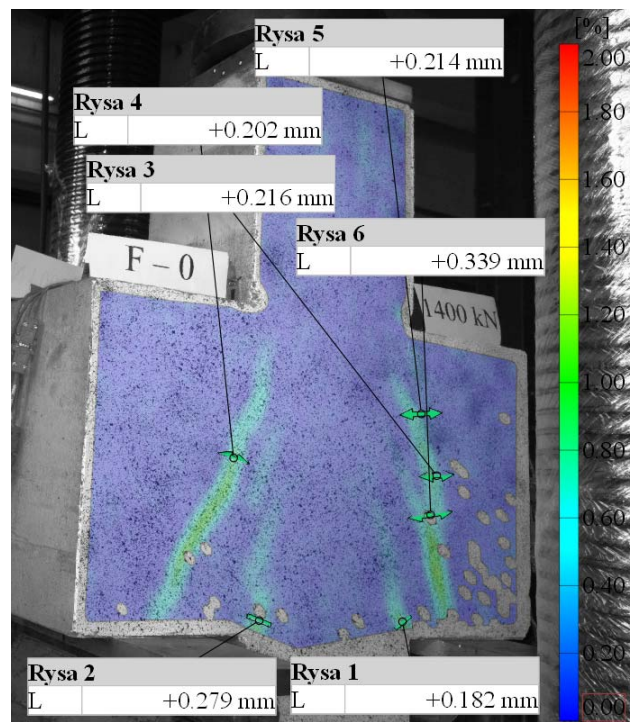 [%]
Rysa 5
L +0.214 mm
2.00
Rysa 4
L +0.202 mm
1.80
Rysa 3
L +0.216 mm
1.60
Rysa 6
L +0.339 mm
1.40
F – 0
1400 kN
1.20
1.00
0.80
0.60
0.40
0.20
0.00
Rysa 2
L +0.279 mm
Rysa 1
L +0.182 mm